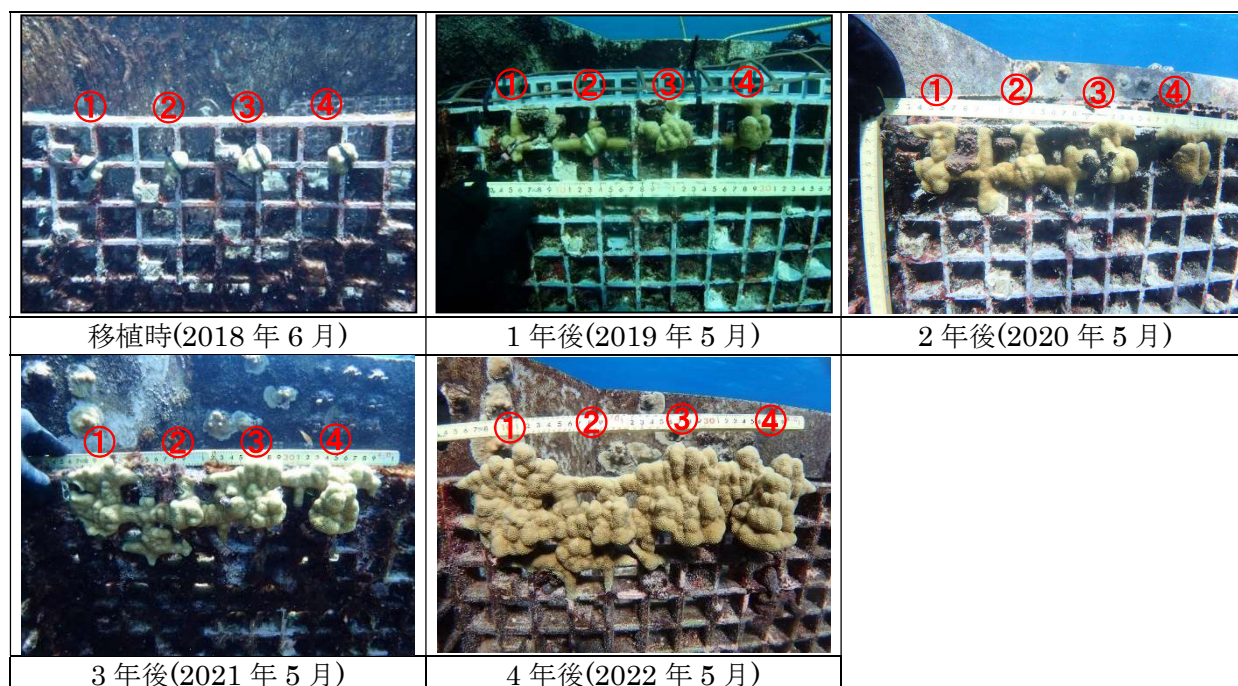 ① ② ③ ④
① ② ③ ④
① ② ③ ④
移植時(2018 年 6 月)
1 年後(2019 年 5 月)
2 年後(2020 年 5 月)
① ② ③ ④
① ② ③ ④
3 年後(2021 年 5 月)
4 年後(2022 年 5 月)